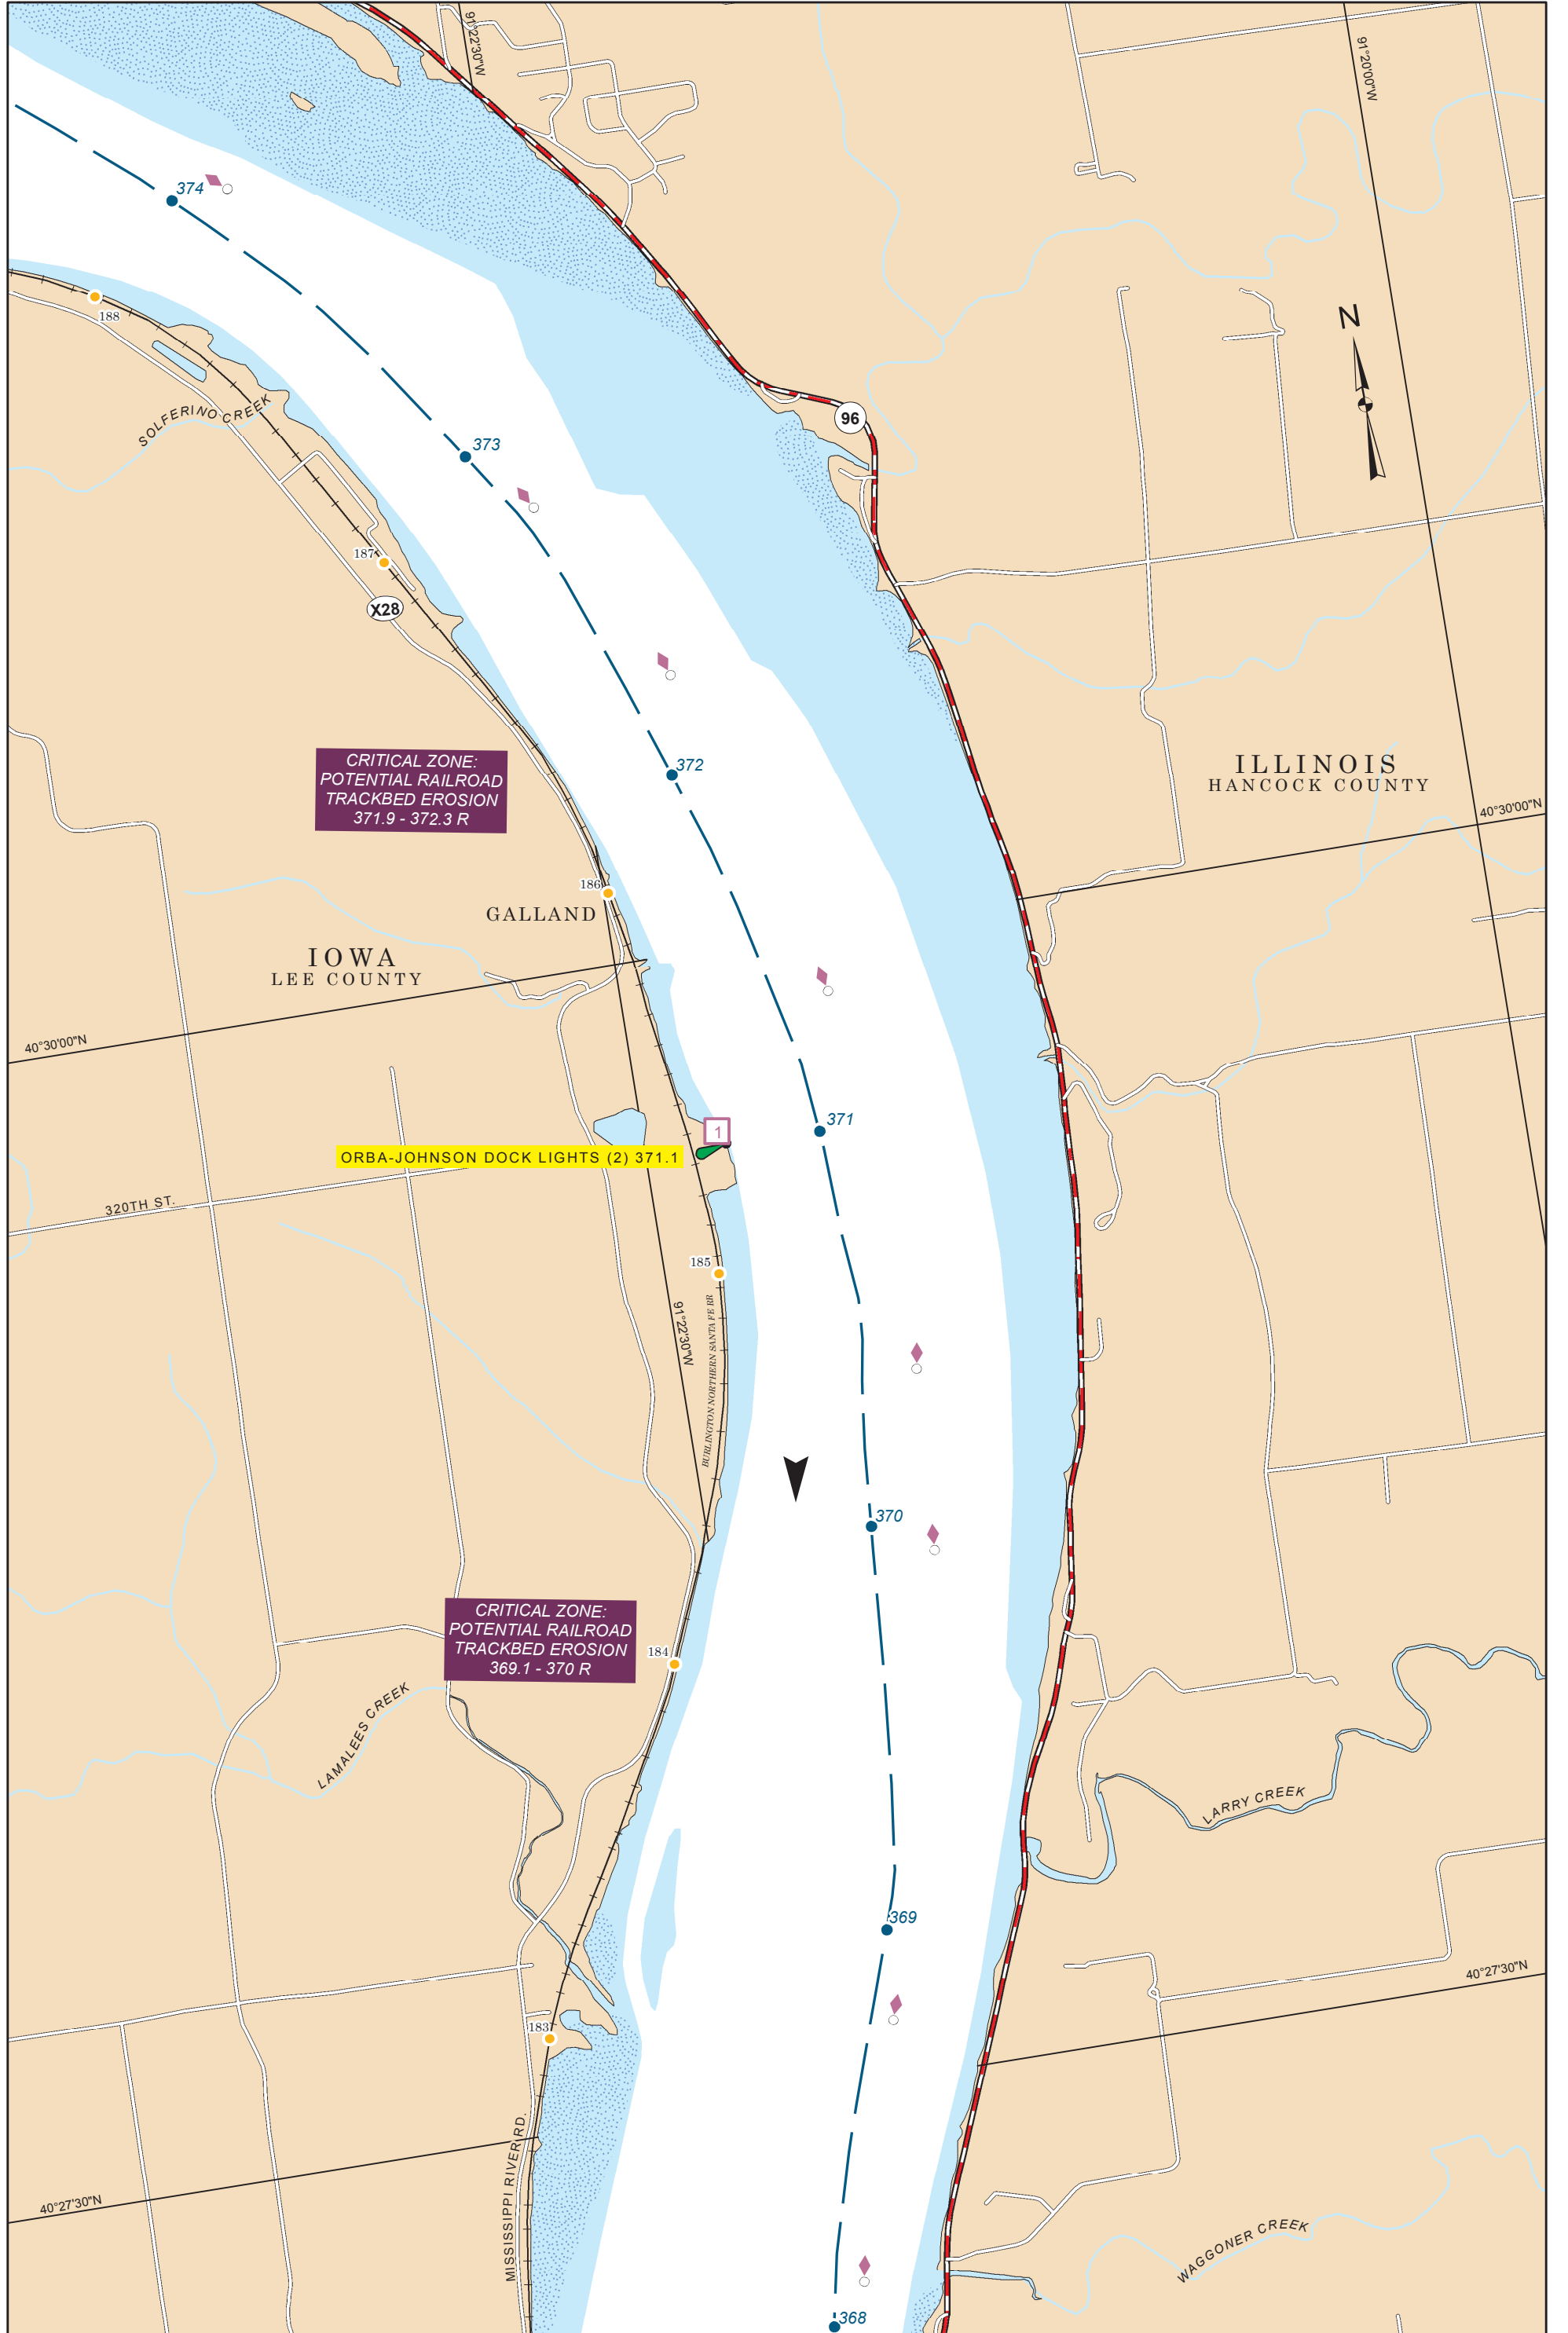 91°22'30"W
91°20'00"W
374
188
N
SOLFERINO CREEK
96
373
187
X28
CRITICAL ZONE:
POTENTIAL RAILROAD
TRACKBED EROSION
371.9 - 372.3 R
372
ILLINOIS
HANCOCK COUNTY
40°30'00"N
186
GALLAND
IOWA
LEE COUNTY
40°30'00"N
371
1
ORBA-JOHNSON DOCK LIGHTS (2) 371.1
320TH ST.
185
91°22'30"W
BURLINGTON NORTHERN SANTA FE RR
370
CRITICAL ZONE:
POTENTIAL RAILROAD
TRACKBED EROSION
369.1 - 370 R
184
LAMALEES CREEK
LARRY CREEK
369
40°27'30"N
183
MISSISSIPPI RIVER RD.
40°27'30"N
WAGGONER CREEK
368